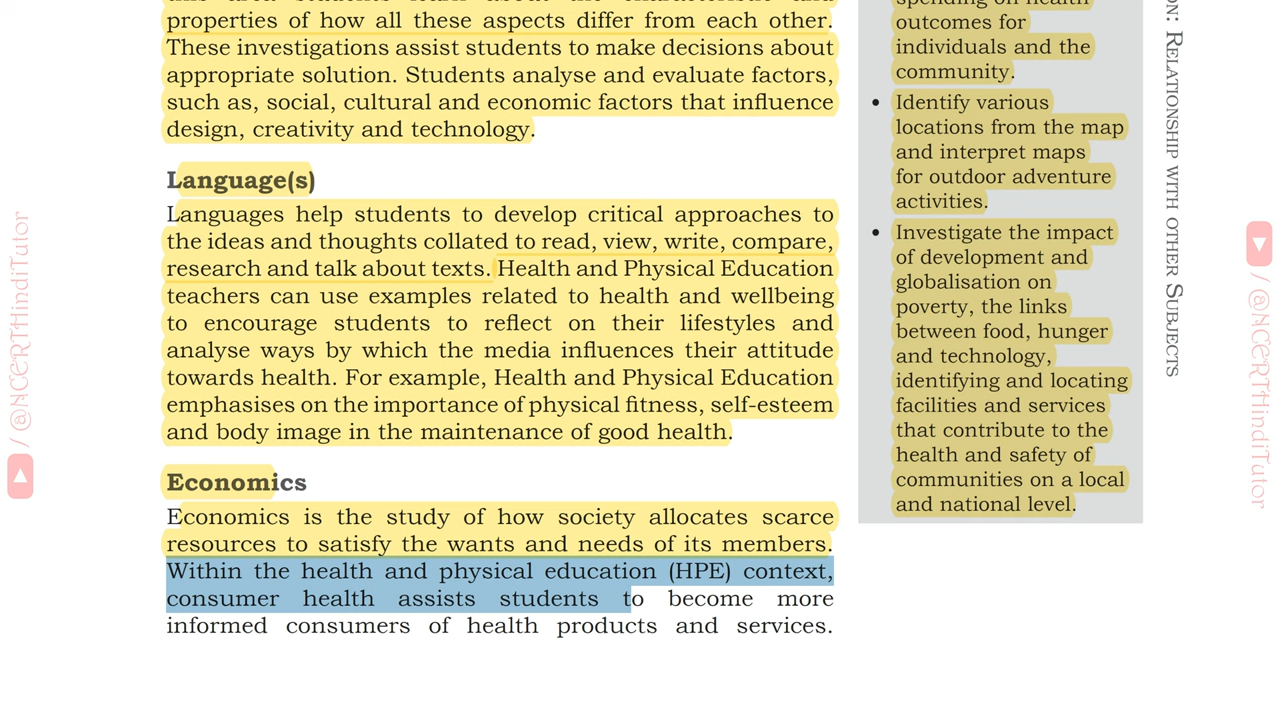 properties of how all these aspects differ from each other.
These investigations assist students to make decisions about
appropriate solution. Students analyse and evaluate factors,
such as, social, cultural and economic factors that influence
design, creativity and technology.
Language(s)
Languages help students to develop critical approaches to
the ideas and thoughts collated to read, view, write, compare,
research and talk about texts. Health and Physical Education
teachers can use examples related to health and wellbeing
to encourage students to reflect on their lifestyles and
analyse ways by which the media influences their attitude
towards health. For example, Health and Physical Education
emphasises on the importance of physical fitness, self-esteem
and body image in the maintenance of good health.
Economics
Economics is the study of how society allocates scarce
resources to satisfy the wants and needs of its members.
Within the health and physical education (HPE) context,
consumer health assists students to become more
informed consumers of health products and services.
spending on health
outcomes for
individuals and the
community.
• Identify various
locations from the map
and interpret maps
for outdoor adventure
activities.
• Investigate the impact
of development and
globalisation on
poverty, the links
between food, hunger
and technology,
identifying and locating
facilities and services
that contribute to the
health and safety of
communities on a local
and national level.
: Relationship with other Subjects
/ @NCERTHindiTutor
/ @NCERTHindiTutor